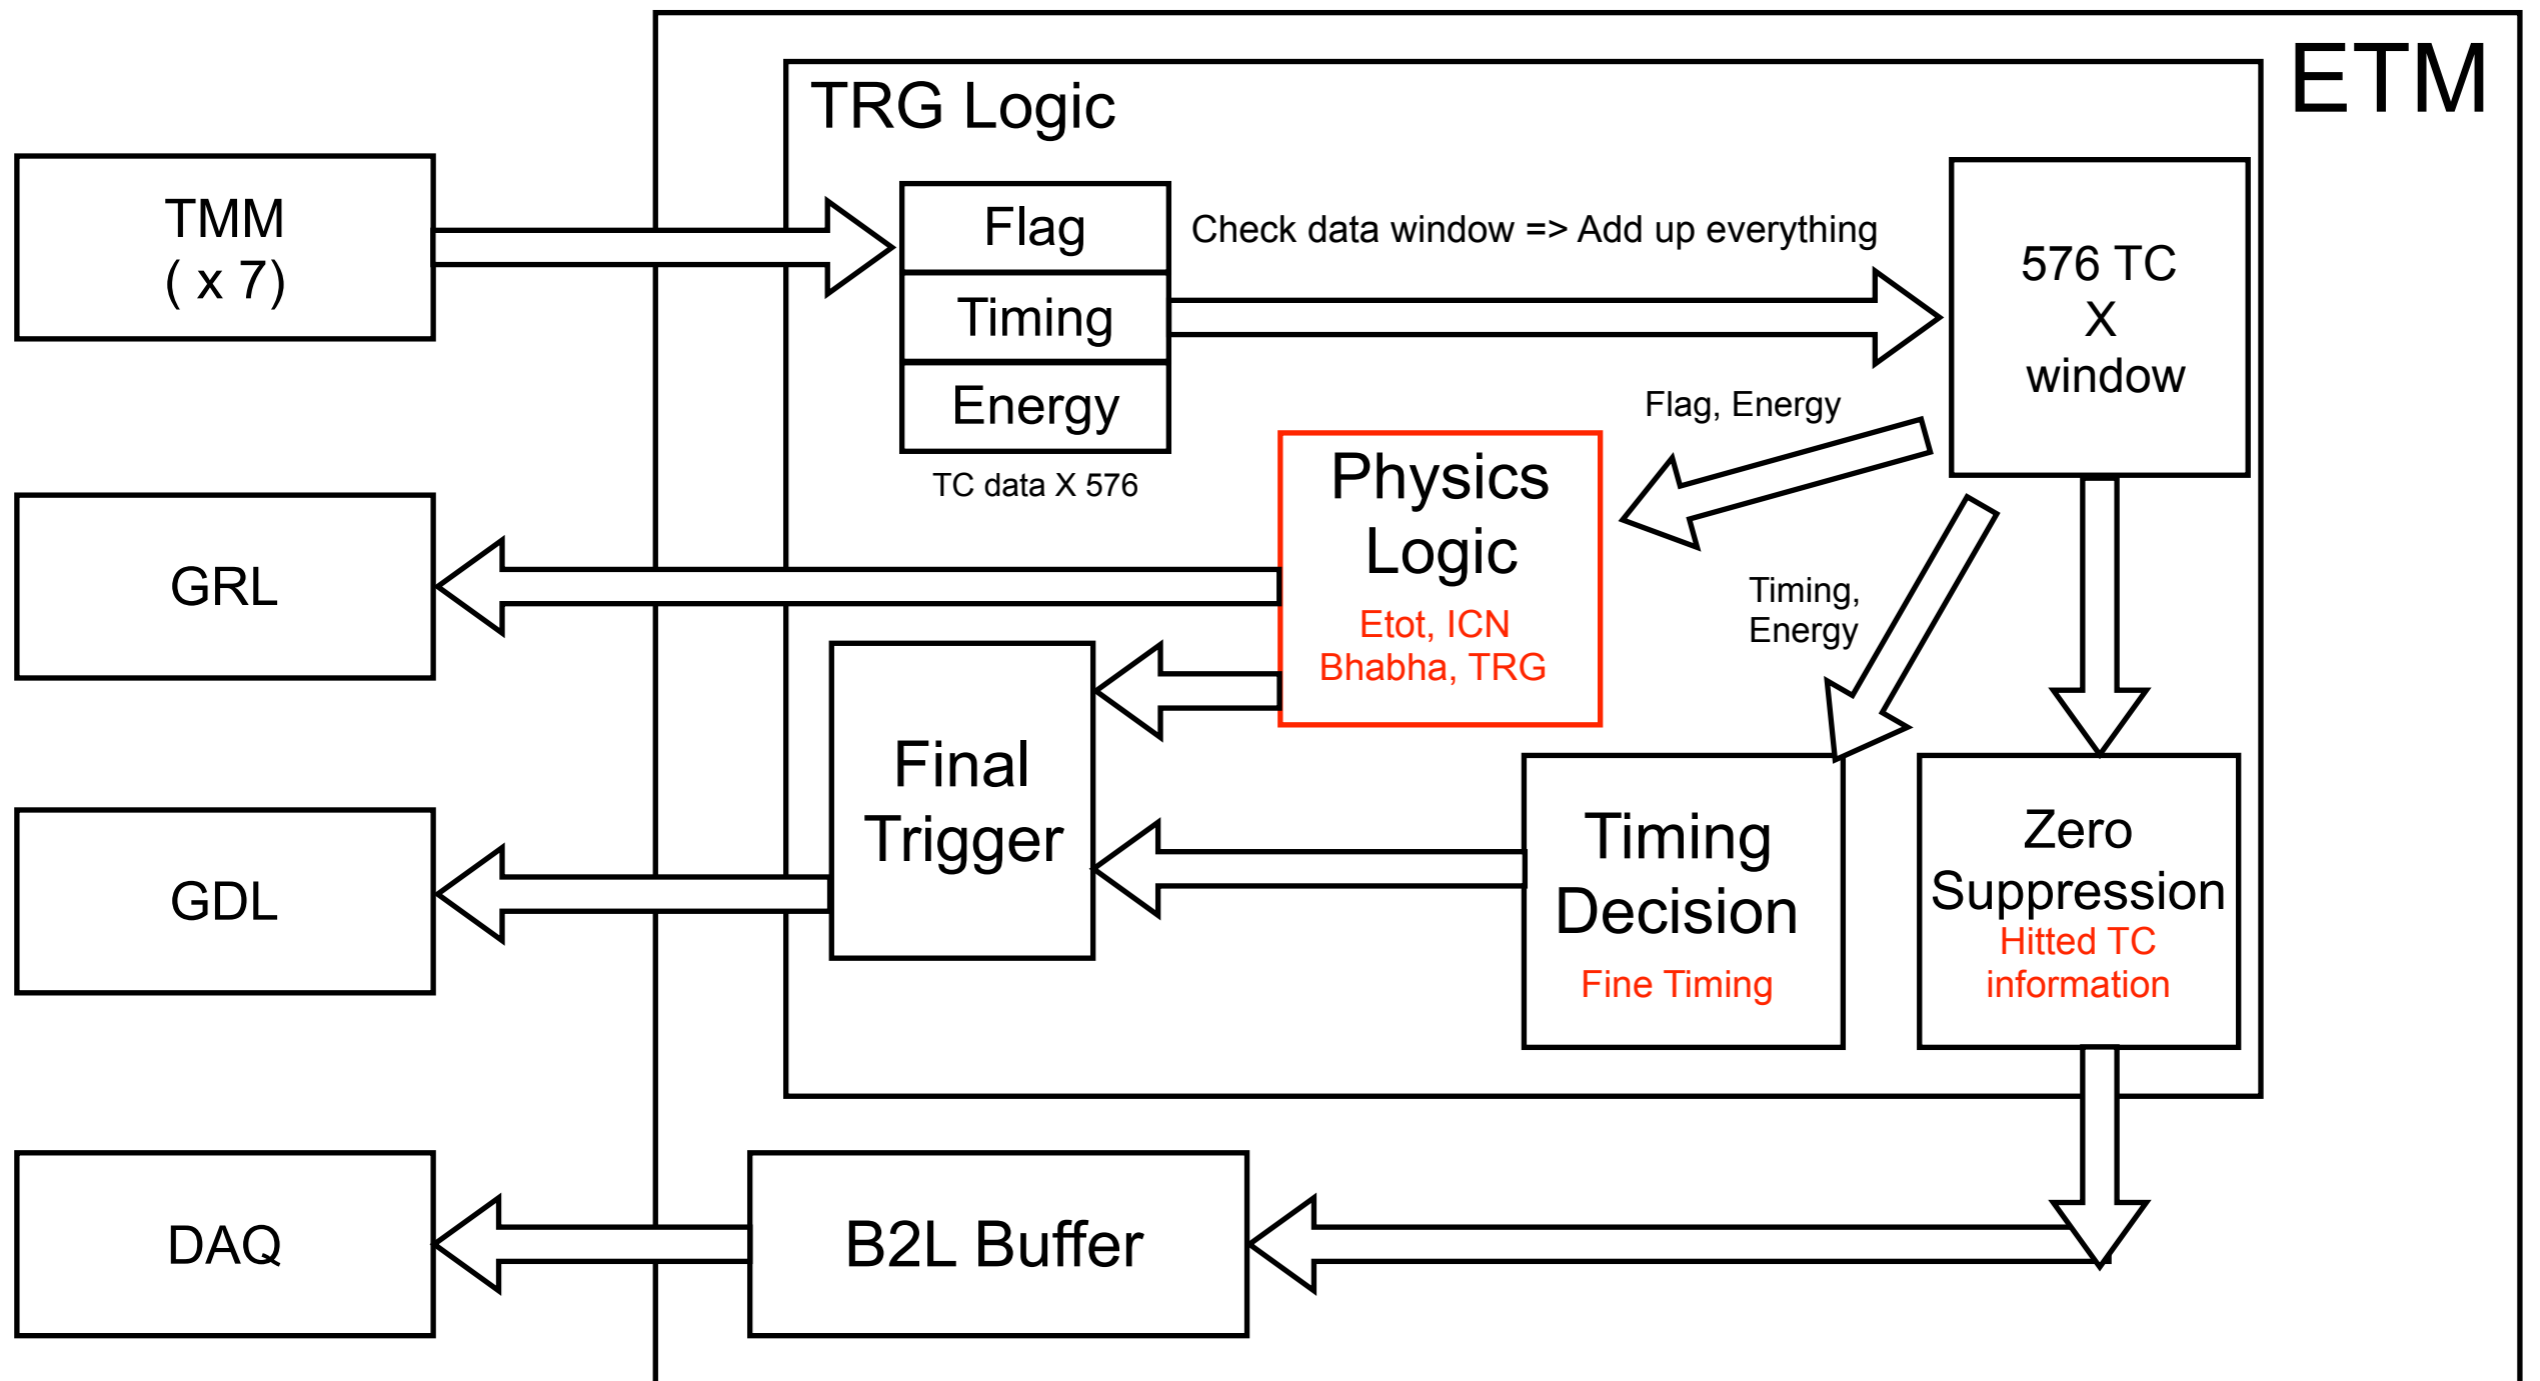 ETM
TRG Logic
TMM
( x 7)
Flag
Timing
Energy
TC data X 576
Check data window => Add up everything
576 TC
X
window
Flag, Energy
Physics
Logic
Etot, ICN
Bhabha, TRG
Timing,
Energy
GRL
Final
Trigger
Timing
Decision
Fine Timing
Zero
Suppression
Hitted TC
information
GDL
DAQ
B2L Buffer